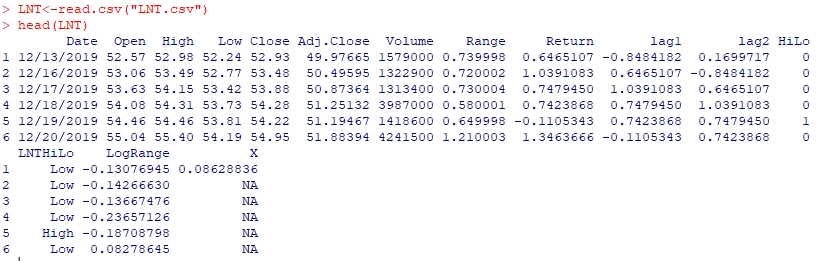 > LNT<-read.csv("LNT.csv")
> head(LNT)
Date Open High Low Close Adj.Close Volume Range Return lag1 lag2 HiLo
1 12/13/2019 52.57 52.98 52.24 52.93 49.97665 1579000 0.739998 0.6465107 -0.8484182 0.1699717 0
2 12/16/2019 53.06 53.49 52.77 53.48 50.49595 1322900 0.720002 1.0391083 0.6465107 -0.8484182 0
3 12/17/2019 53.63 54.15 53.42 53.88 50.87364 1313400 0.730004 0.7479450 1.0391083 0.6465107 0
4 12/18/2019 54.08 54.31 53.73 54.28 51.25132 3987000 0.580001 0.7423868 0.7479450 1.0391083 0
5 12/19/2019 54.46 54.46 53.81 54.22 51.19467 1418600 0.649998 -0.1105343 0.7423868 0.7479450 1
6 12/20/2019 55.04 55.40 54.19 54.95 51.88394 4241500 1.210003 1.3463666 -0.1105343 0.7423868 0
LNTHiLo LogRange X
1 Low -0.13076945 0.08628836
2 Low -0.14266630 NA
3 Low -0.13667476 NA
4 Low -0.23657126 NA
5 High -0.18708798 NA
6 Low 0.08278645 NA